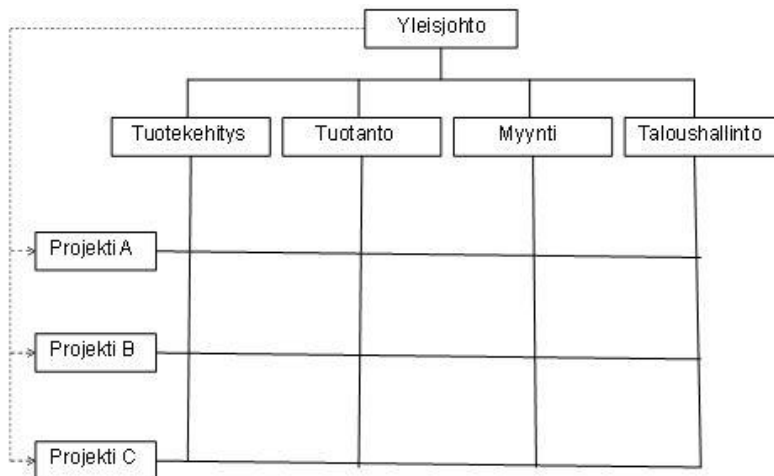 Yleisjohto
Tuotekehitys
Tuotanto
Myynti
Taloushallinto
Projekti A
Projekti B
Projekti C